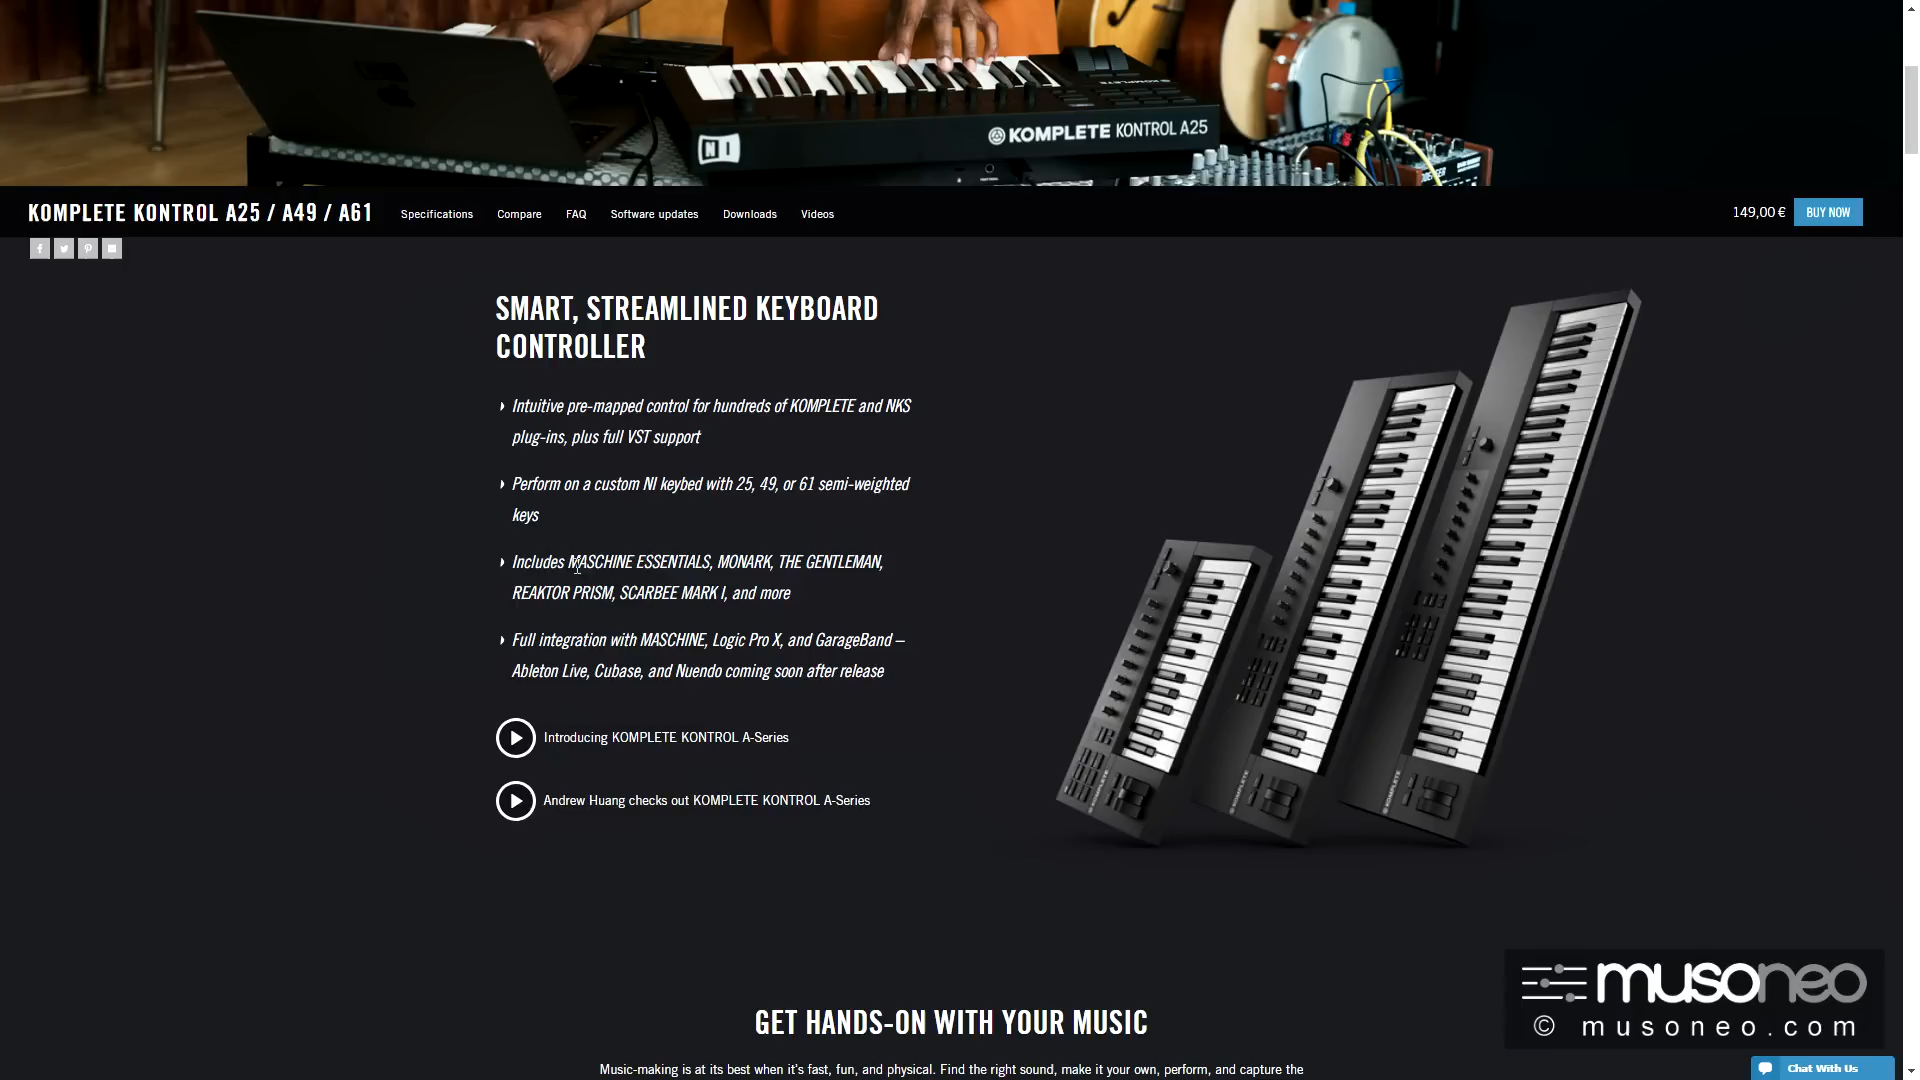 KOMPLETE KONTROL A25
NI
KOMPLETE KONTROL A25 / A49 / A61
Specifications
Compare
FAQ
Software updates
Downloads
Videos
149,00 €
BUY NOW
SMART, STREAMLINED KEYBOARD
CONTROLLER
Intuitive pre-mapped control for hundreds of KOMPLETE and NKS
plug-ins, plus full VST support
Perform on a custom NI keybed with 25, 49, or 61 semi-weighted
keys
Includes MASCHINE ESSENTIALS, MONARK, THE GENTLEMAN,
REAKTOR PRISM, SCARBEE MARK I, and more
Full integration with MASCHINE, Logic Pro X, and GarageBand –
Ableton Live, Cubase, and Nuendo coming soon after release
Introducing KOMPLETE KONTROL A-Series
Andrew Huang checks out KOMPLETE KONTROL A-Series
KOMPLETE
KOMPLETE
KOMPLETE
musoneo
© musoneo.com
GET HANDS-ON WITH YOUR MUSIC
Music-making is at its best when it's fast, fun, and physical. Find the right sound, make it your own, perform, and capture the
Chat With Us